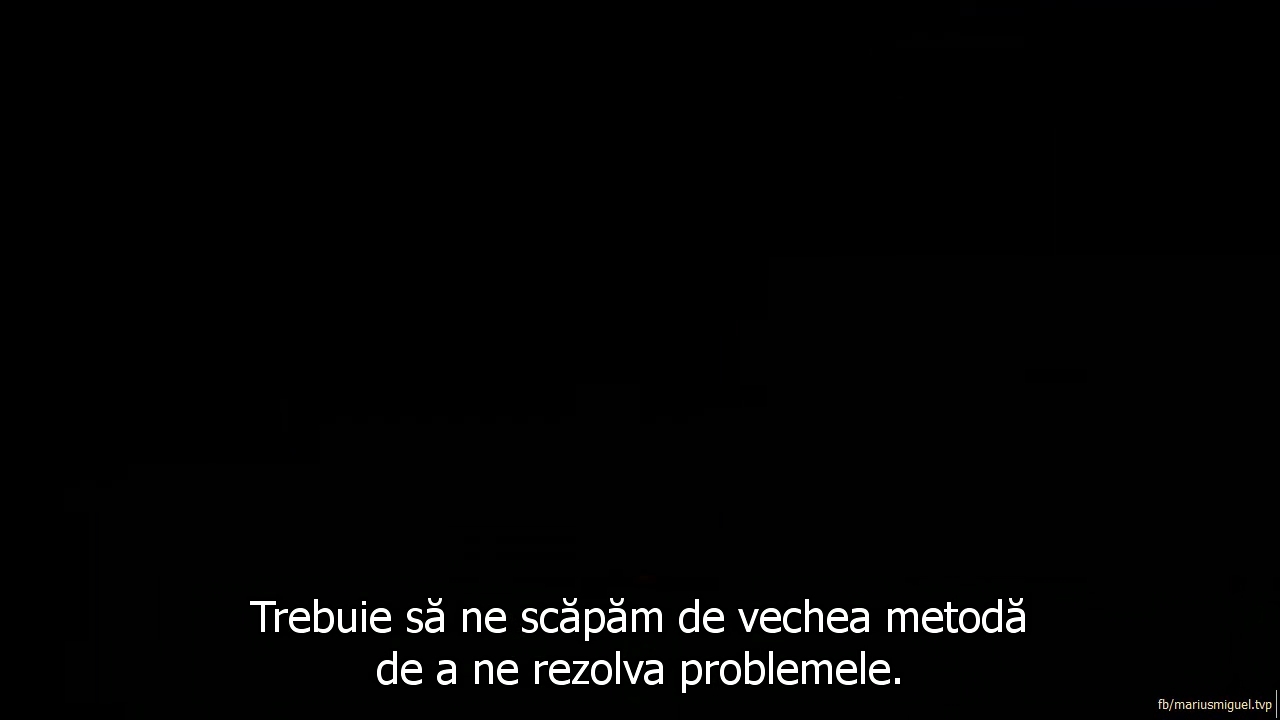 Trebuie să ne scăpăm de vechea metodă
de a ne rezolva problemele.
fb/mariusmiguel.tvp